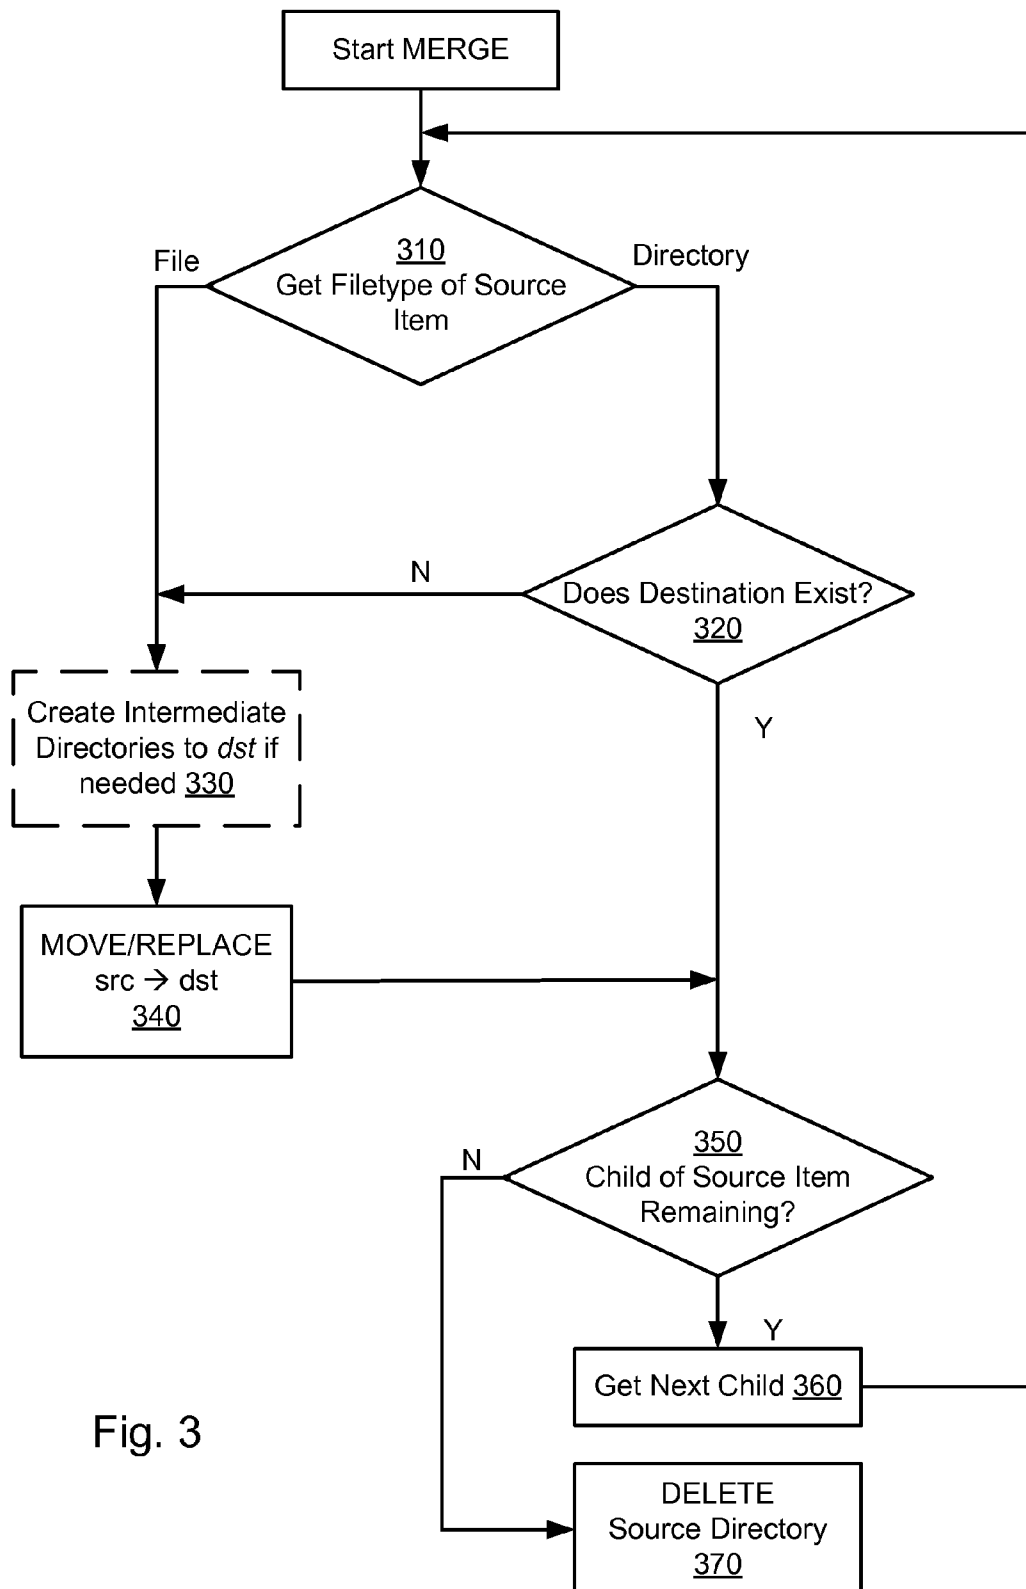 Start MERGE
310
Get Filetype of Source
Item
File
Directory
Does Destination Exist?
320
N
Y
Create Intermediate
Directories to dst if
needed 330
MOVE/REPLACE
src → dst
340
350
Child of Source Item
Remaining?
N
Y
Get Next Child 360
DELETE
Source Directory
370
Fig. 3